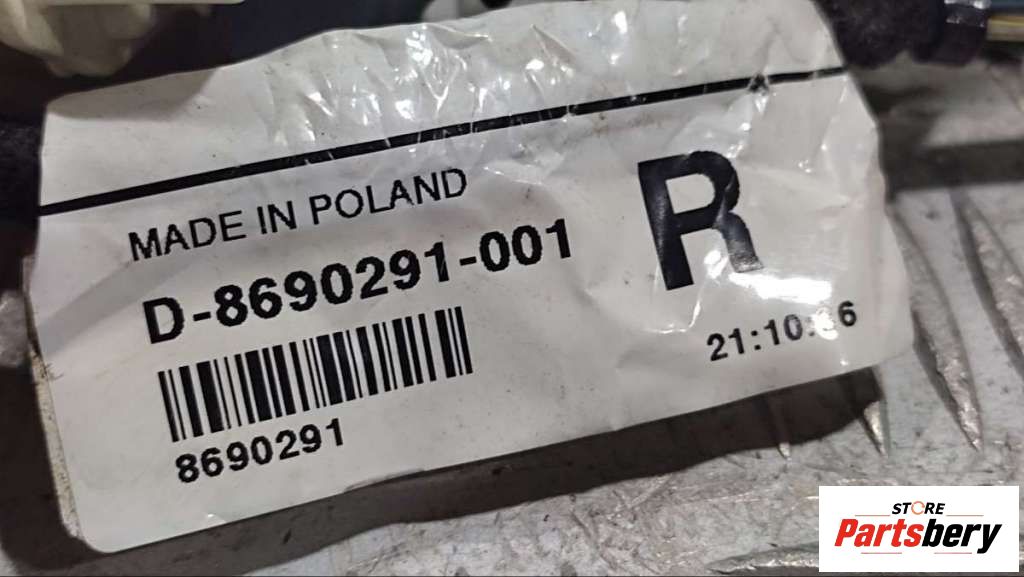 MADE IN POLAND
D-8690291-001
R
8690291
STORE
Partsbery